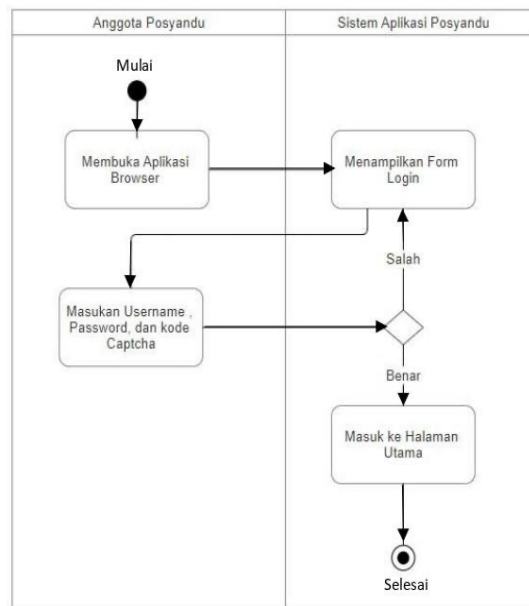 Anggota Posyandu
Sistem Aplikasi Posyandu
Mulai
Membuka Aplikasi
Browser
Menampilkan Form
Login
Salah
Masukan Username ,
Password, dan kode
Captcha
Benar
Masuk ke Halaman
Utama
Selesai